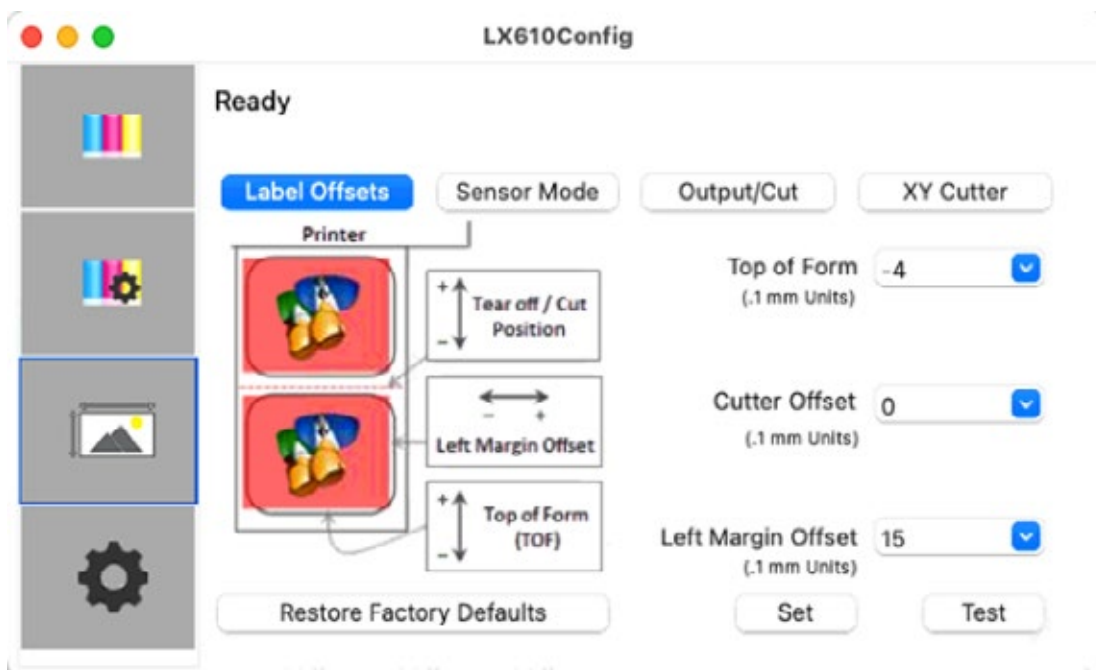 LX610Config
Ready
Label Offsets
Sensor Mode
Output/Cut
XY Cutter
Printer
+
-
Tear off / Cut
Position
- +
Left Margin Offset
+
-
Top of Form
(TOF)
Top of Form
(.1 mm Units)
-4
Cutter Offset
(.1 mm Units)
0
Left Margin Offset
(.1 mm Units)
15
Restore Factory Defaults
Set
Test